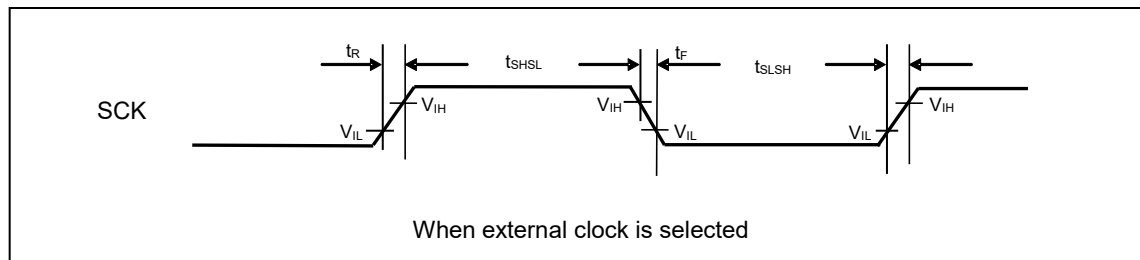 tR tSHSL tF tSLSH
SCK
VIH VIH VIH
VIL VIL VIL
When external clock is selected